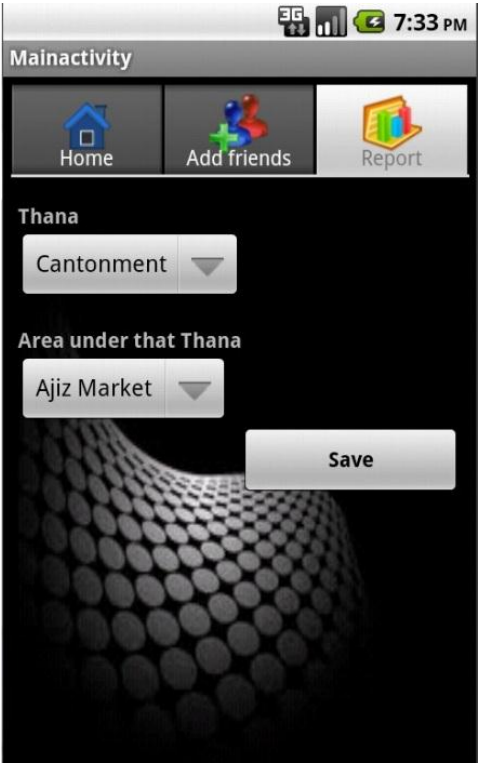 3G 7:33 PM
Mainactivity
Home Add friends Report
Thana
Cantonment
Area under that Thana
Ajiz Market
Save